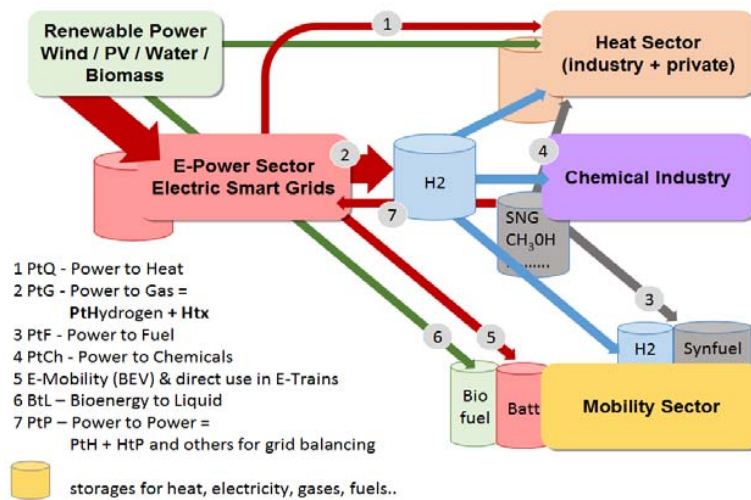 Renewable Power
Wind / PV / Water /
Biomass
1
Heat Sector
(industry + private)
E-Power Sector
Electric Smart Grids
2
H2
4
Chemical Industry
7
SNG
CH₃0H
.........
1 PtQ - Power to Heat
2 PtG - Power to Gas =
PtHydrogen + Htx
3 PtF - Power to Fuel
4 PtCh - Power to Chemicals
5 E-Mobility (BEV) & direct use in E-Trains
6 BtL – Bioenergy to Liquid
7 PtP – Power to Power =
PtH + HtP and others for grid balancing
storages for heat, electricity, gases, fuels..
3
6
5
H2
Synfuel
Bio
fuel
Batt
Mobility Sector